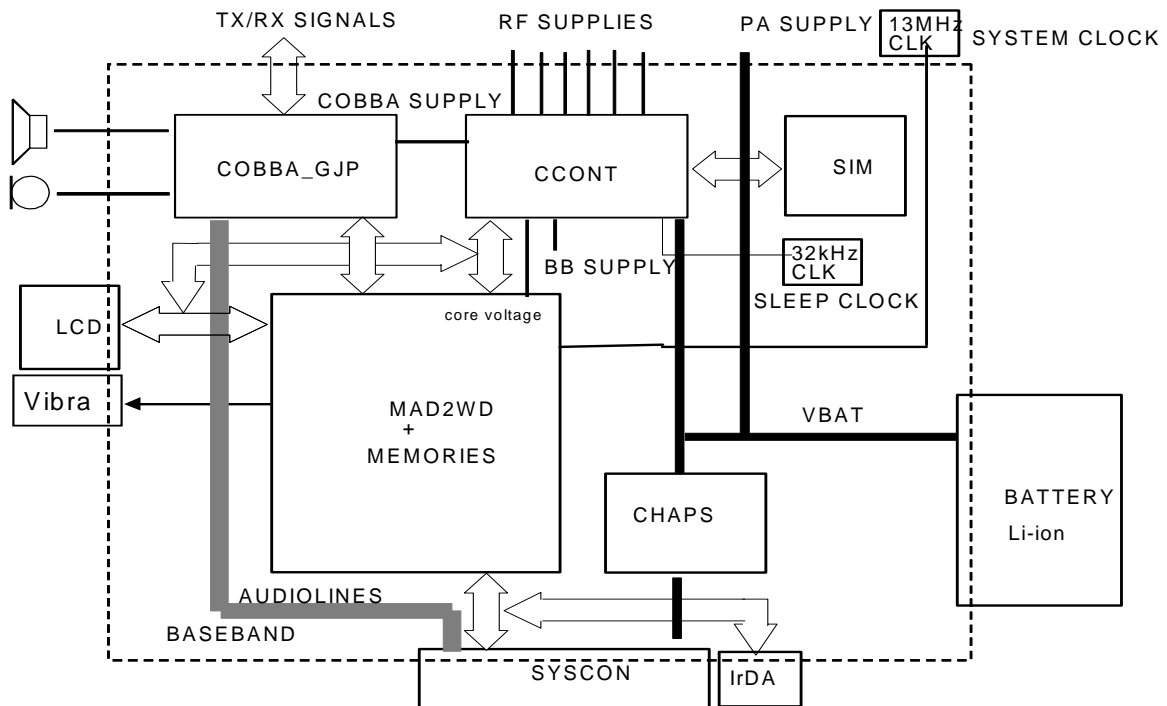 TX/RX SIGNALS
RF SUPPLIES
PA SUPPLY
13MHz
CLK
SYSTEM CLOCK
COBBA SUPPLY
COBBA_GJP
CCONT
SIM
BB SUPPLY
32kHz
CLK
SLEEP CLOCK
LCD
core voltage
Vibra
MAD2WD
+
MEMORIES
VBAT
CHAPS
BATTERY
Li-ion
AUDIOLINES
BASEBAND
SYSCON
IrDA